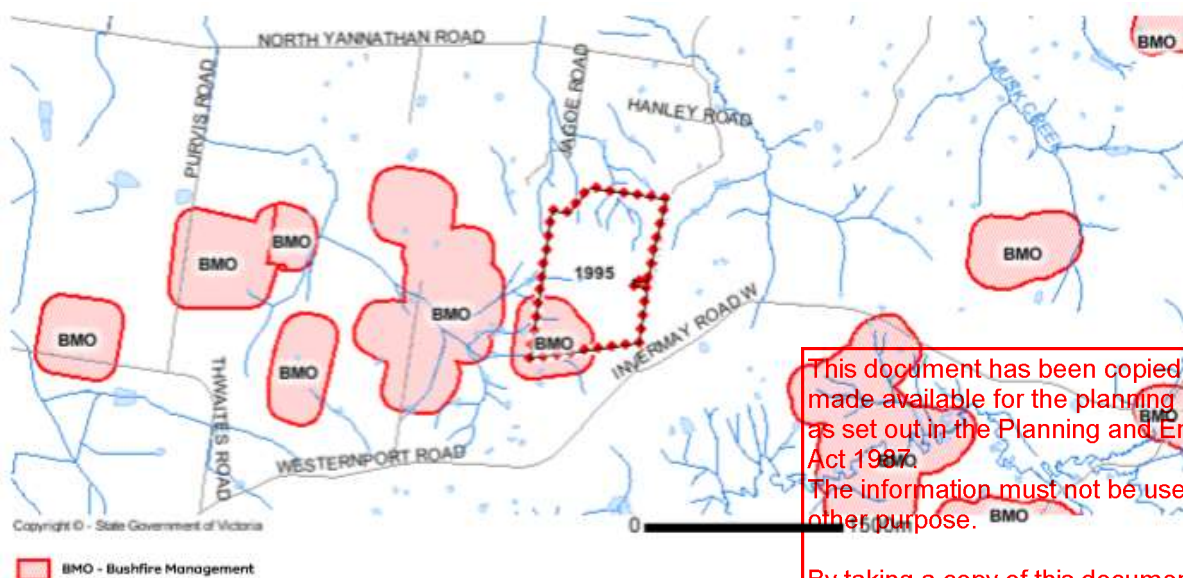 BMO
NORTH YANNATHAN ROAD
PURVIS ROAD
JAGOE ROAD
HANLEY ROAD
MUSK CREEK
BMO
BMO
BMO
1995
BMO
BMO
BMO
BMO
INVERMAY ROAD W
BMO
THWAITES ROAD
WESTERNPORT ROAD
BMO
BMO
This document has been copied
made available for the planning
as set out in the Planning and En
Act 1987.
The information must not be use
other purpose.
By taking a copy of this documen
Copyright © - State Government of Victoria
0 1500m
BMO - Bushfire Management